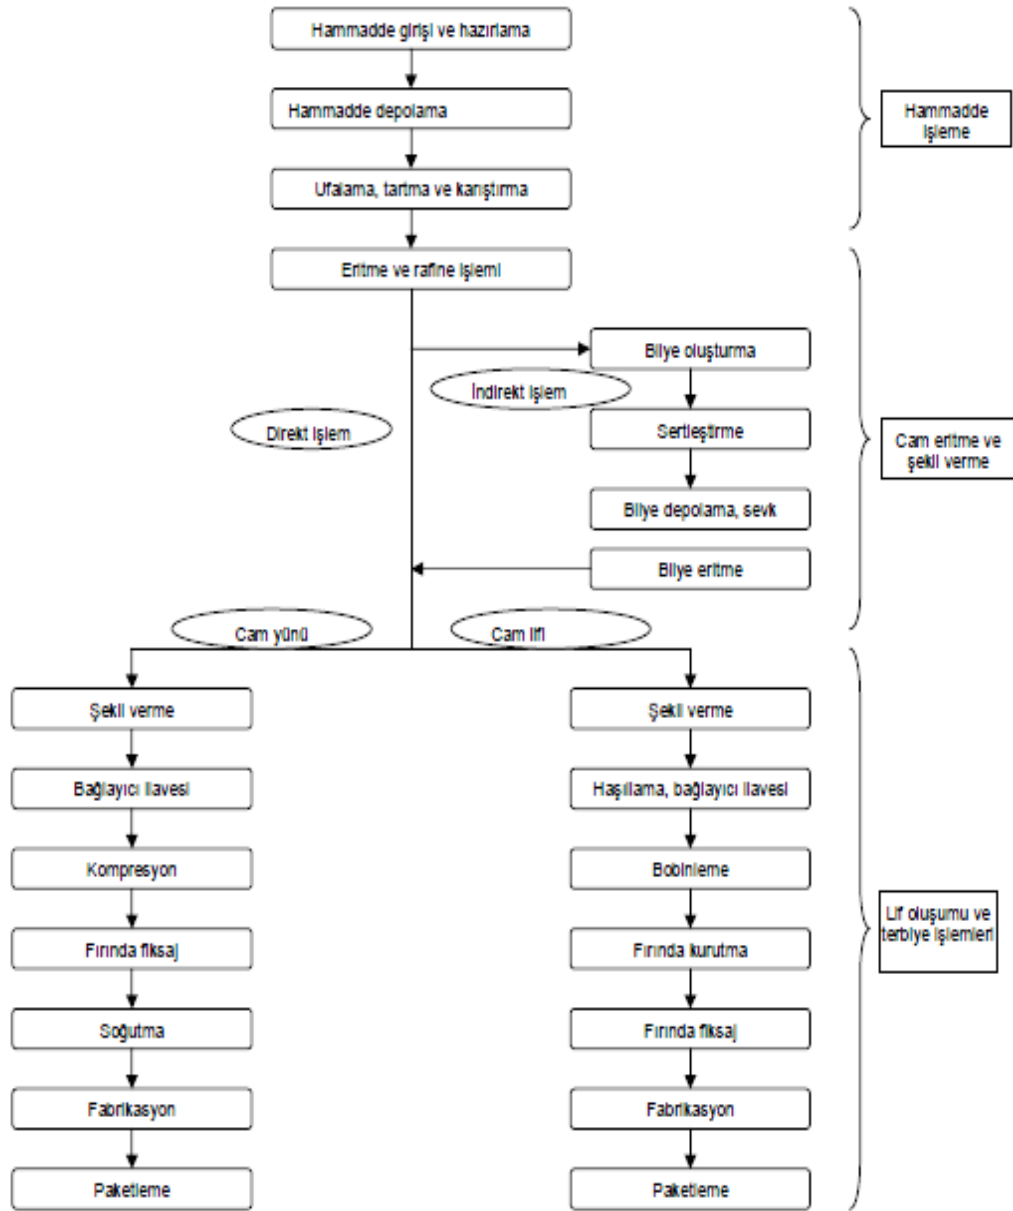 Hammadde girişi ve hazırlama
Hammadde depolama
Ufalama, tartma ve karıştırma
Hammadde
işleme
Eritme ve rafine işlemi
Bilye oluşturma
İndirekt işlem
Direkt işlem
Sertleştirme
Bilye depolama, sevk
Bilye eritme
Cam eritme ve
şekil verme
Cam yünü
Cam lifi
Şekil verme
Bağlayıcı ilavesi
Kompresyon
Fırında fiksaj
Soğutma
Fabrikasyon
Paketleme
Şekil verme
Haşıllama, bağlayıcı ilavesi
Bobinleme
Fırında kurutma
Fırında fiksaj
Fabrikasyon
Paketleme
Lif oluşumu ve
terbiye işlemleri